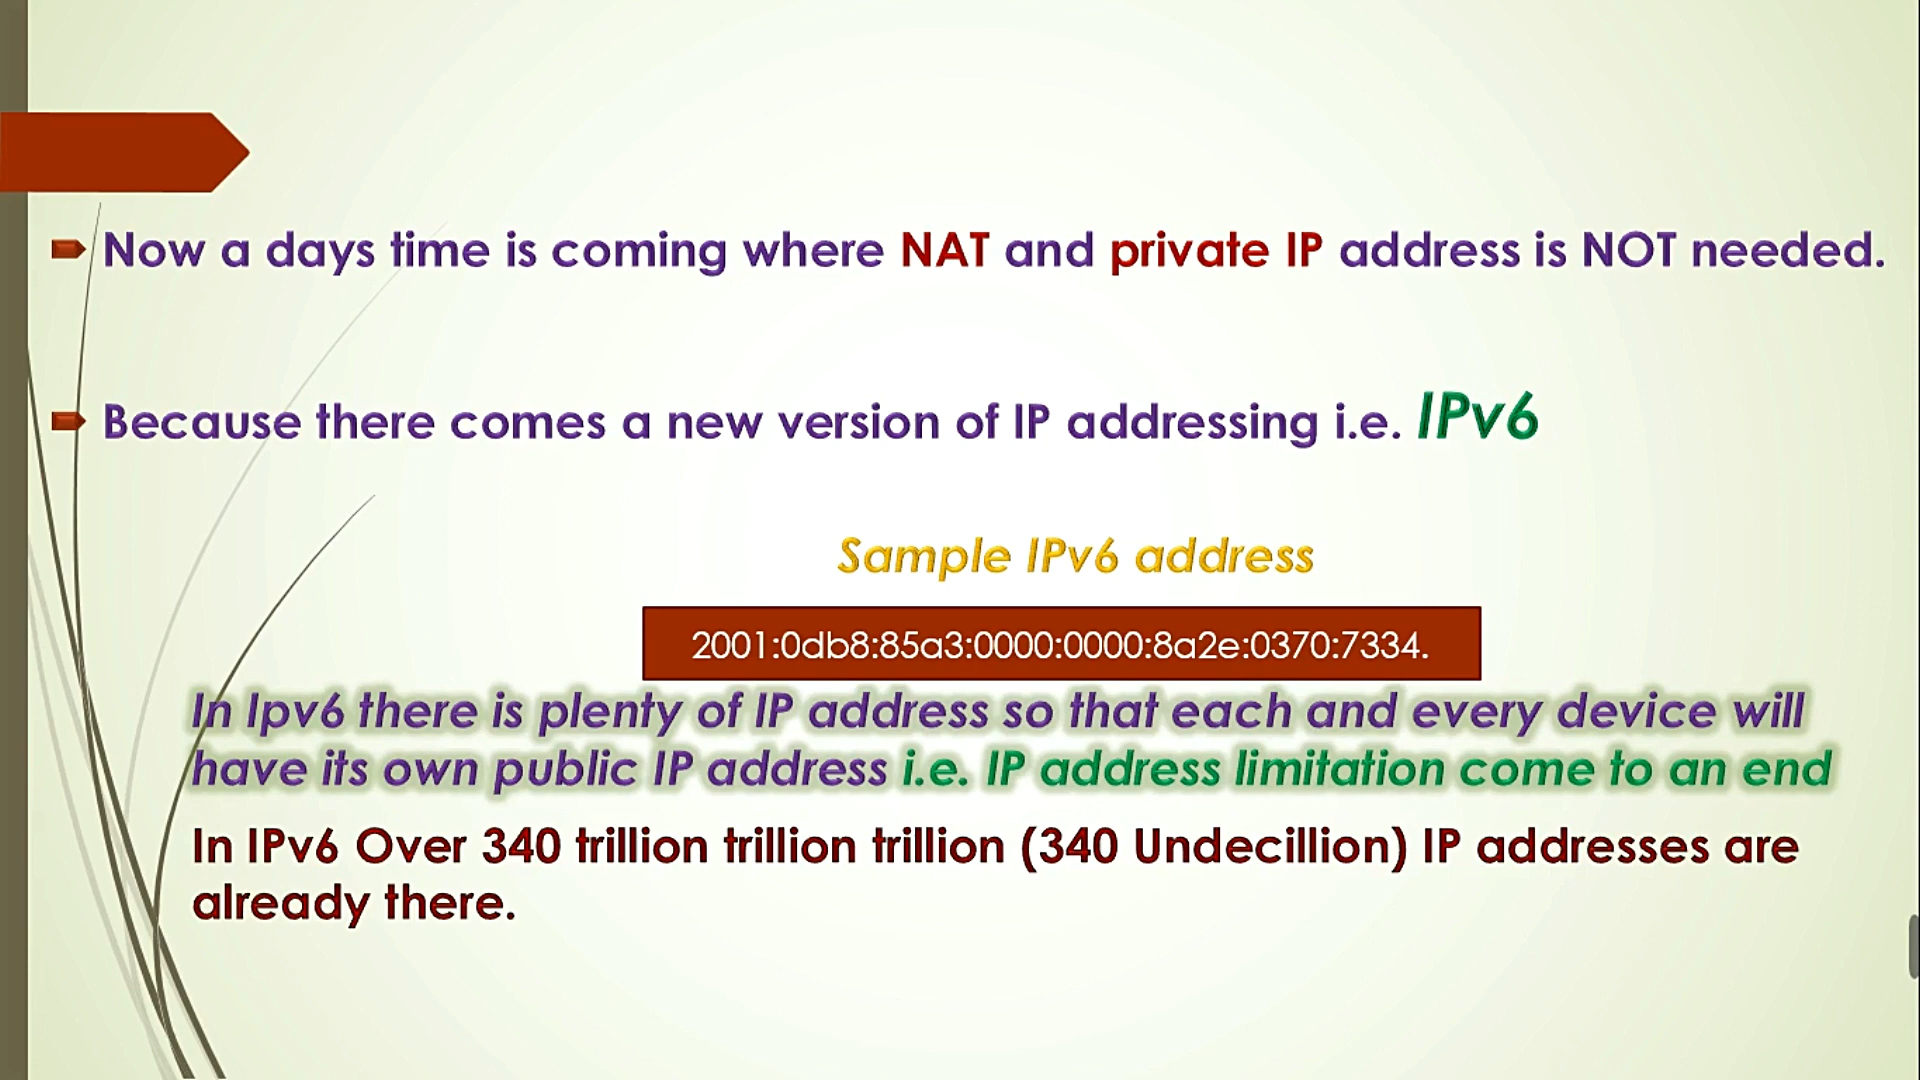 Now a days time is coming where NAT and private IP address is NOT needed.
Because there comes a new version of IP addressing i.e. IPv6
Sample IPv6 address
2001:0db8:85a3:0000:0000:8a2e:0370:7334.
In Ipv6 there is plenty of IP address so that each and every device will
have its own public IP address i.e. IP address limitation come to an end
In IPv6 Over 340 trillion trillion trillion (340 Undecillion) IP addresses are
already there.